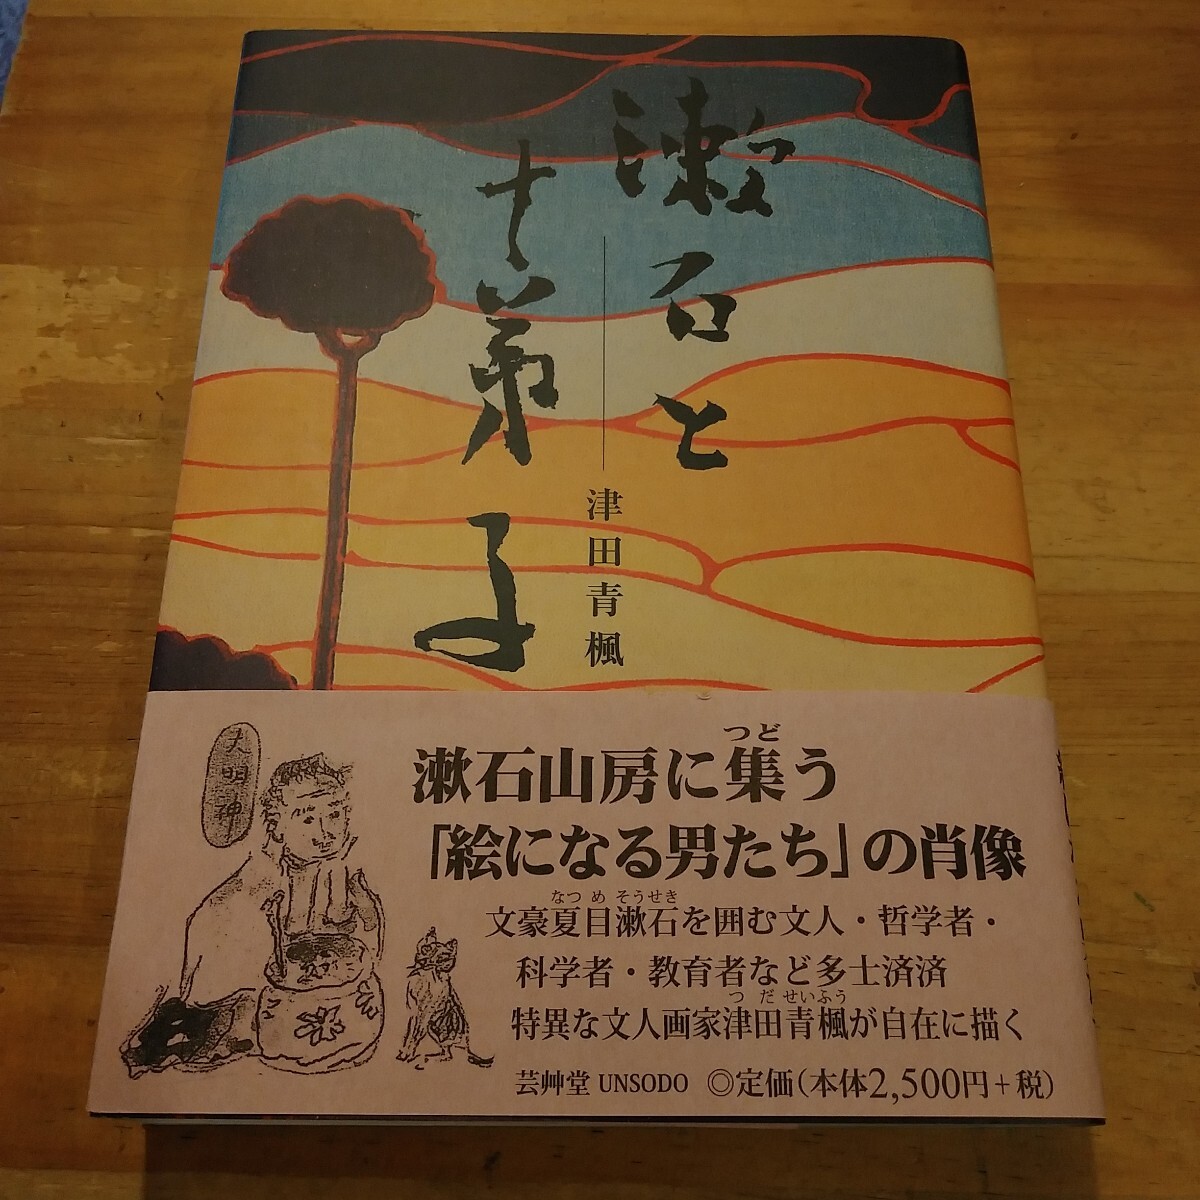 漱石と
十弟子
津田青楓
大明神
漱石山房に集う
つど
「絵になる男たち」の肖像
文豪夏目漱石を囲む文人・哲学者・
なつ め そうせき
科学者・教育者など多士済済
特異な文人画家津田青楓が自在に描く
つ だ せいふう
芸艸堂 UNSODO ◎定価(本体2,500円+税)